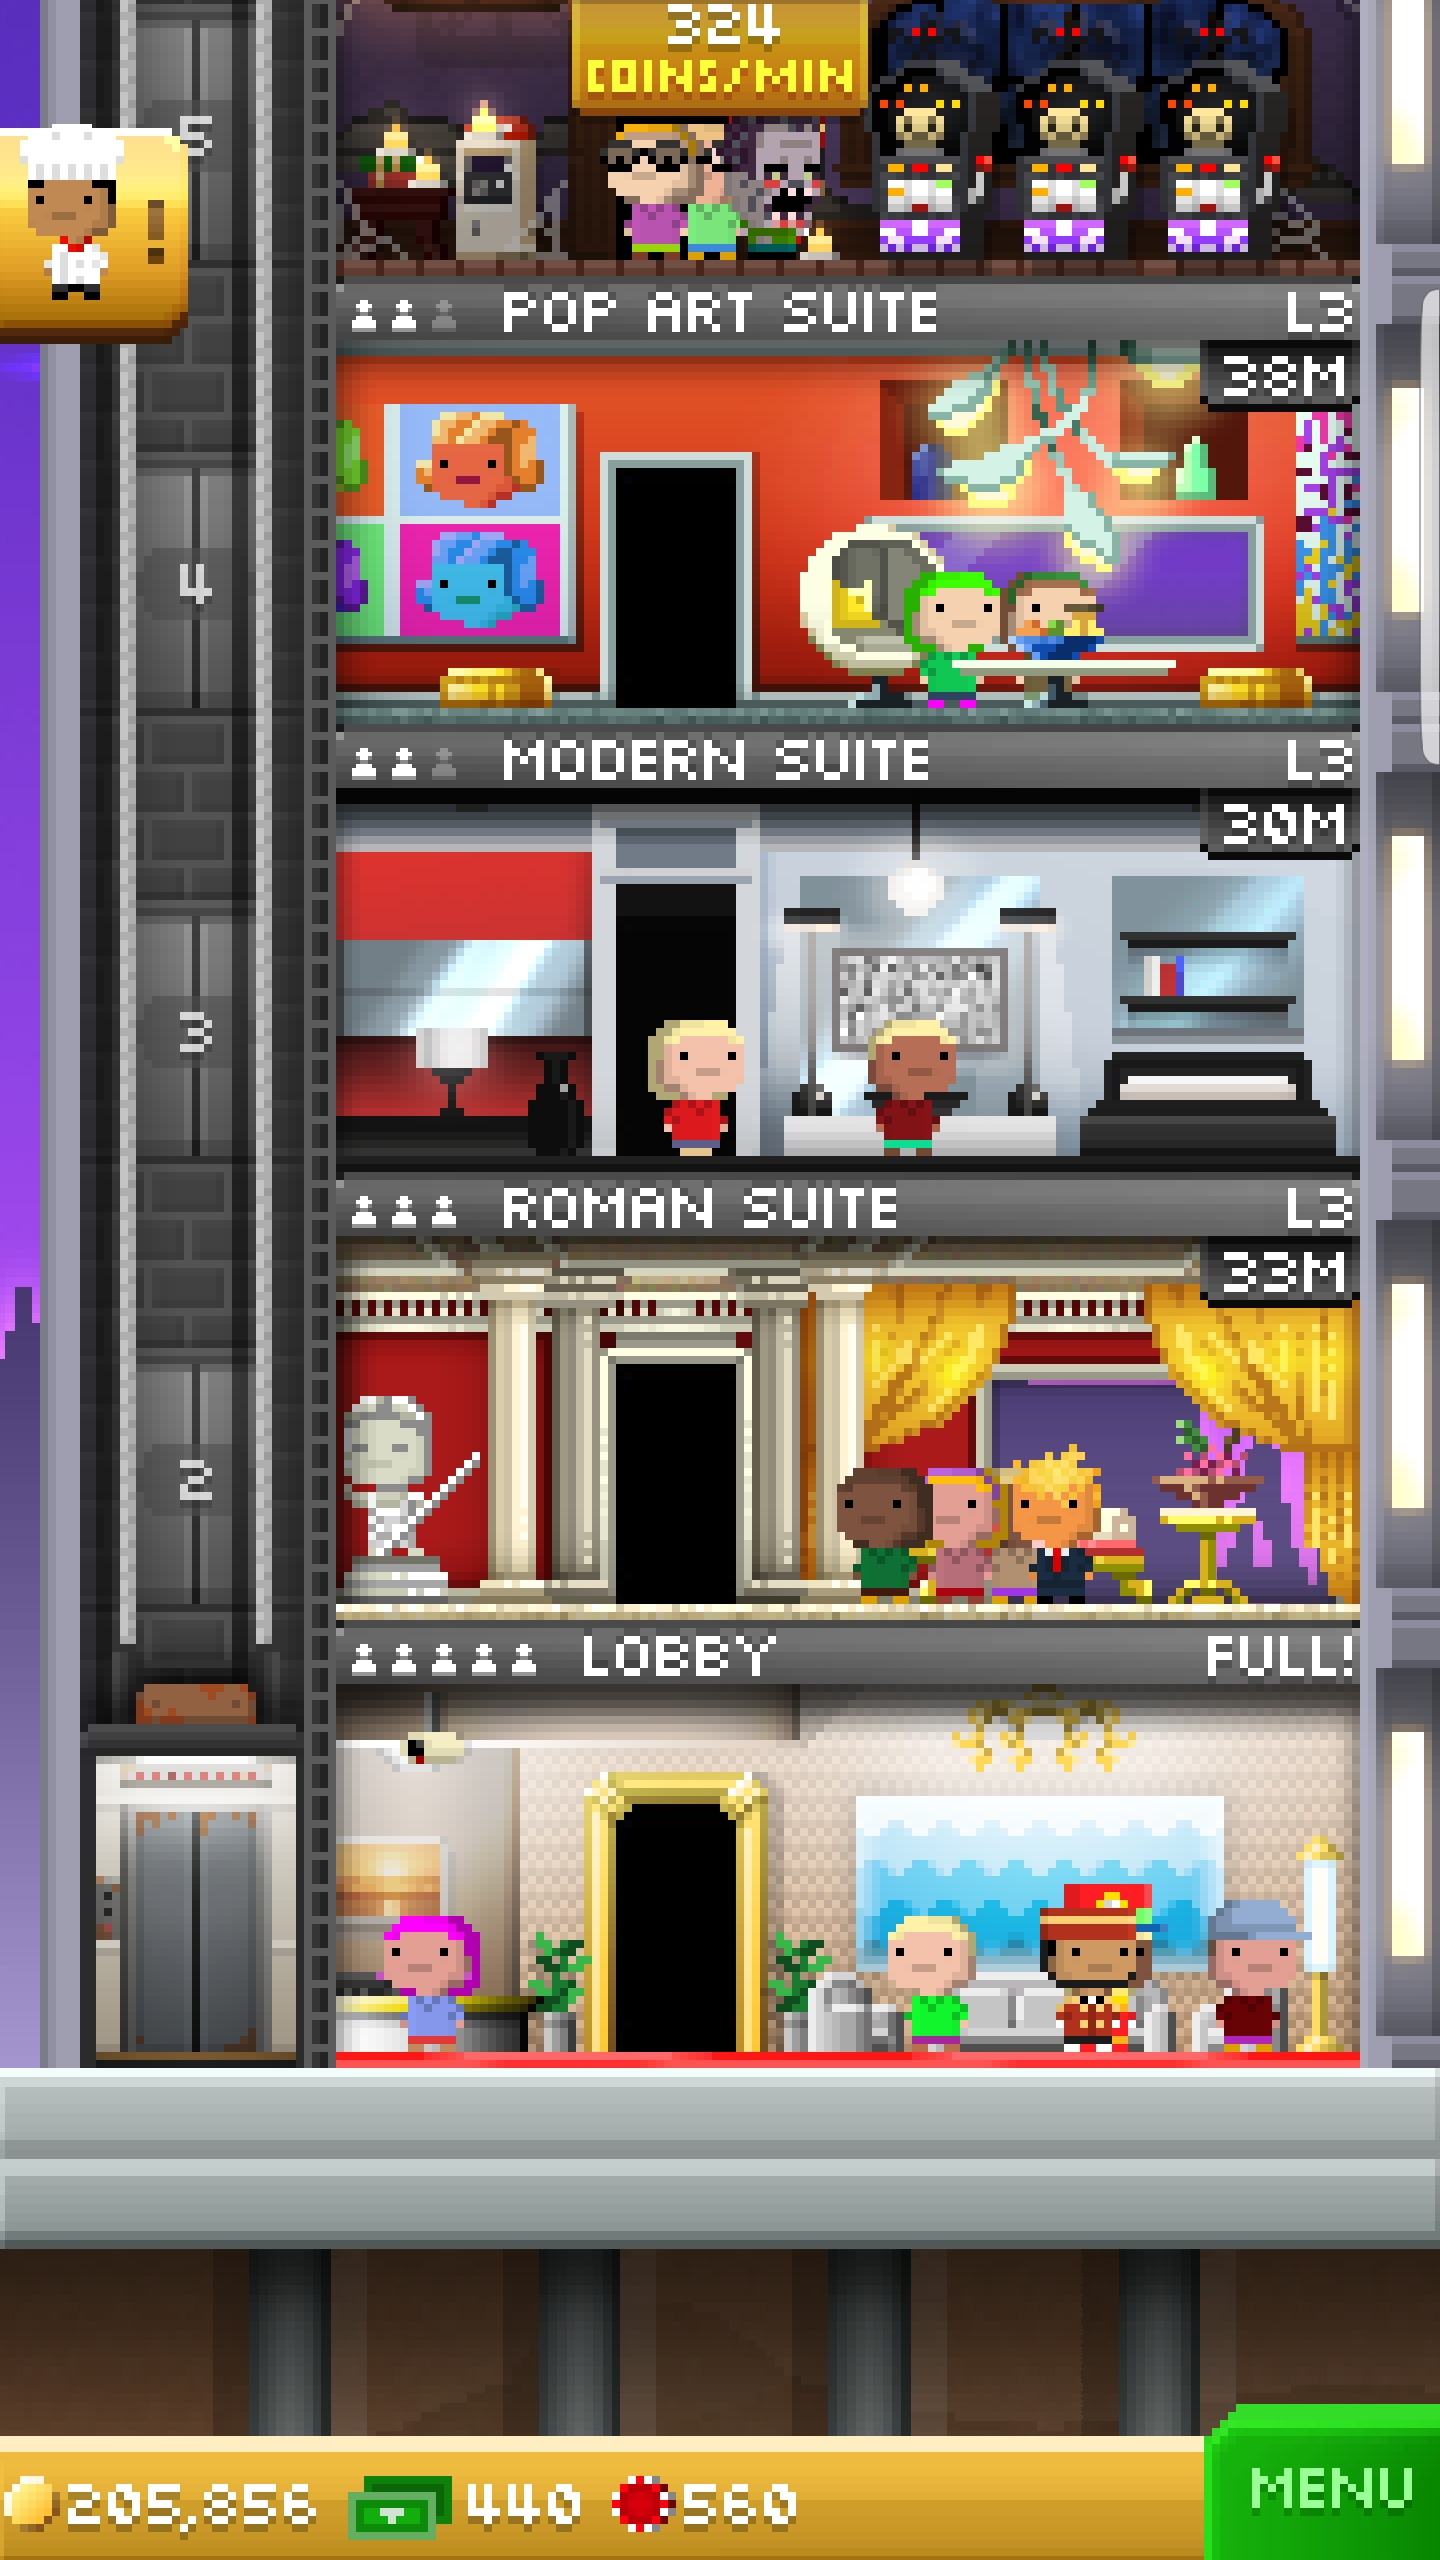 324
COINS/MIN
5
!
POP ART SUITE L3
38M
4
MODERN SUITE L3
30M
3
ROMAN SUITE L3
33M
2
LOBBY FULL!
205,856 440 560 MENU